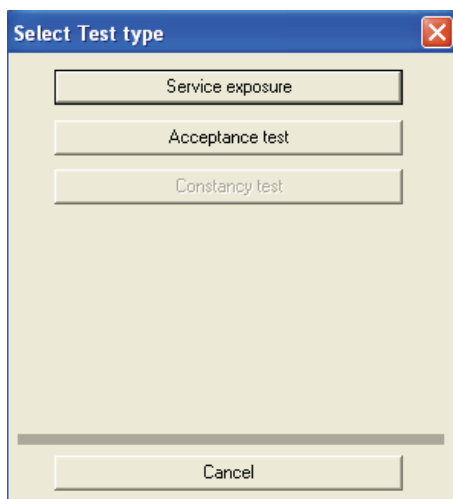 Select Test type
Service exposure
Acceptance test
Constancy test
Cancel